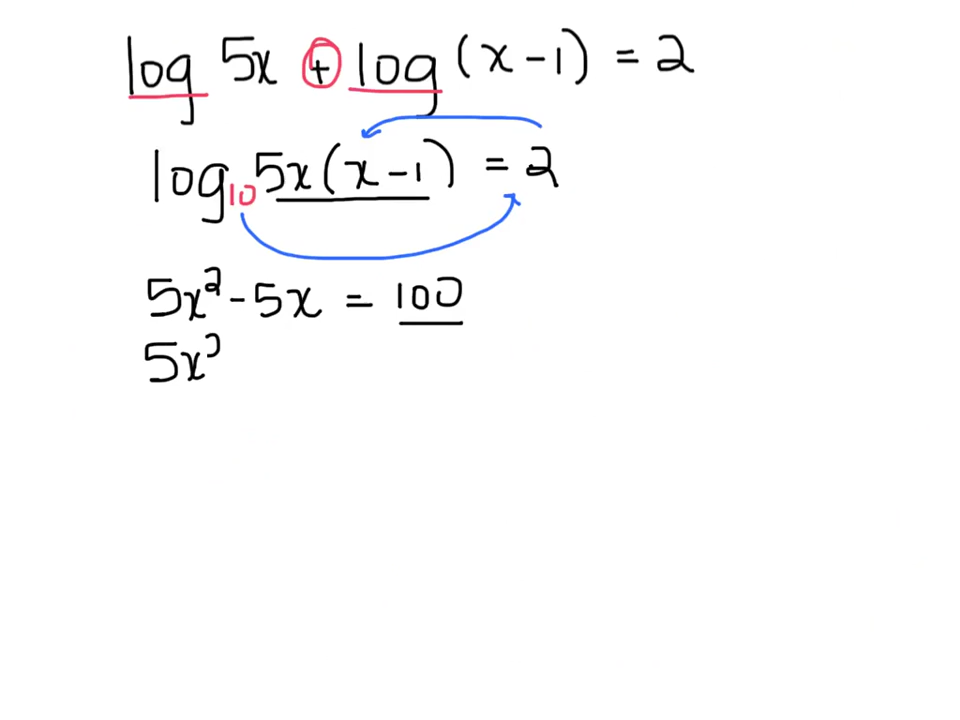 log 5x + log (x-1) = 2
log₁₀ 5x(x-1) = 2
5x² - 5x = 100
5x²